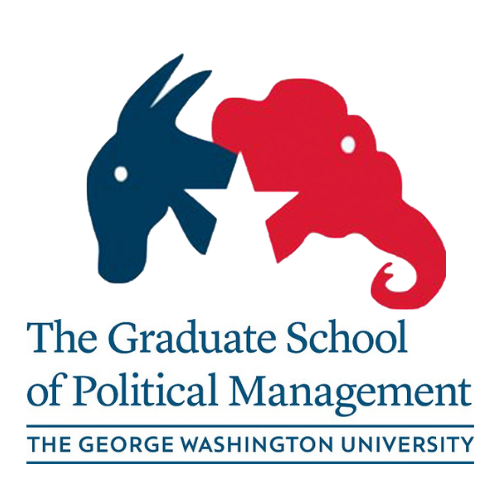 The Graduate School
of Political Management
THE GEORGE WASHINGTON UNIVERSITY